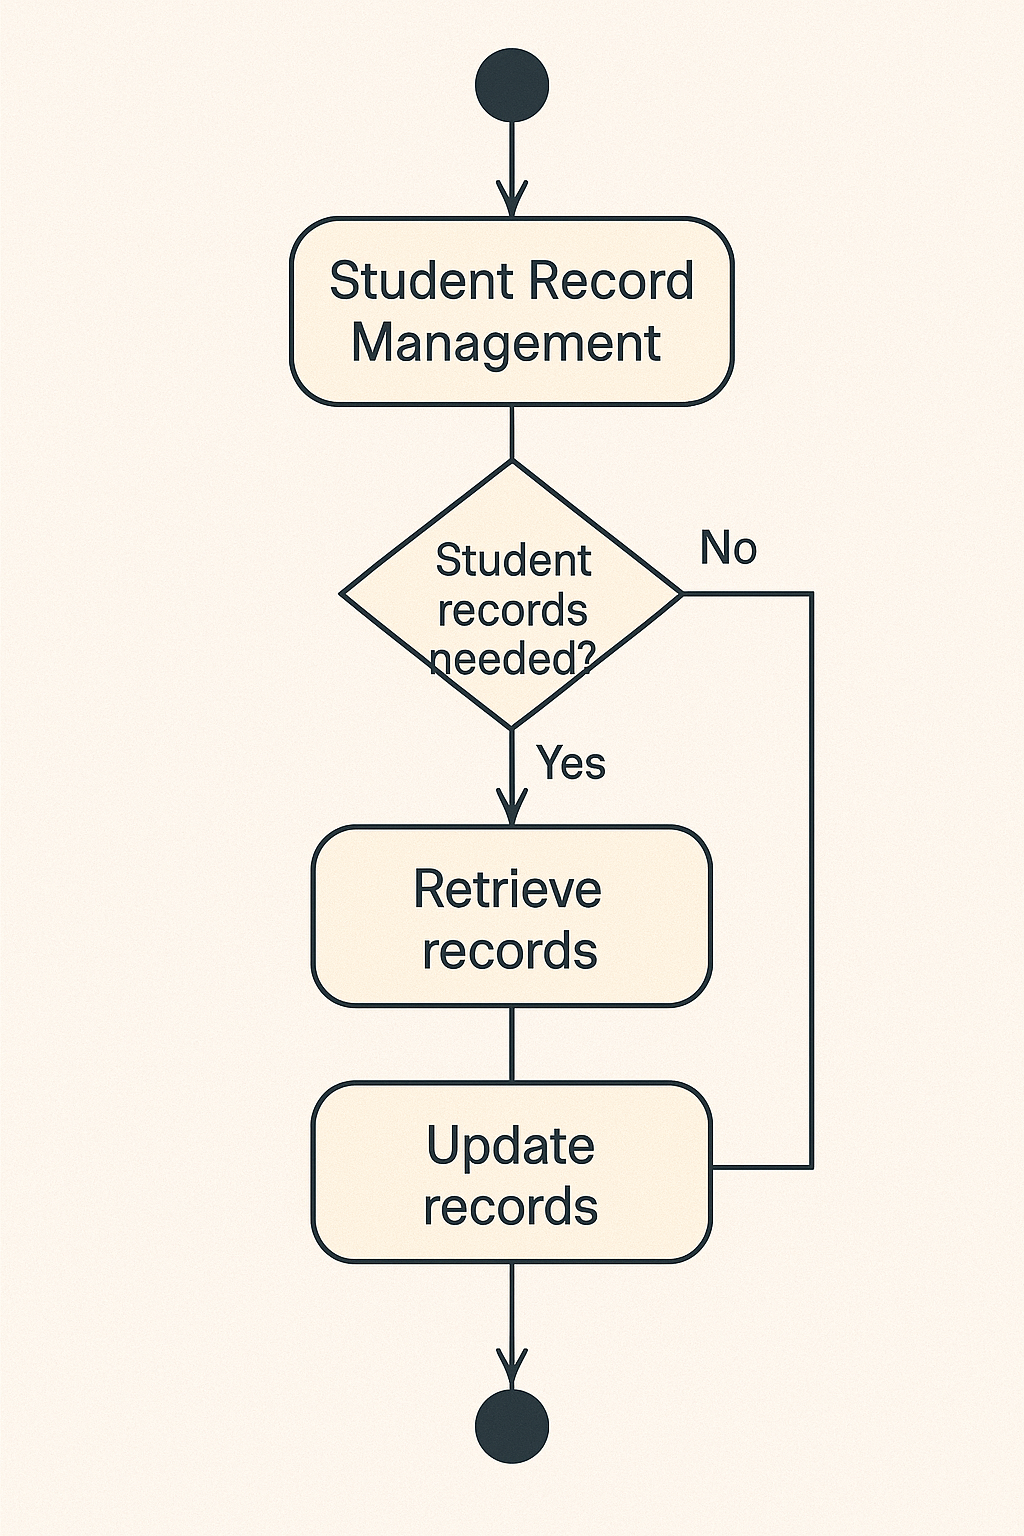 Student Record
Management
Student
records
needed?
No
Yes
Retrieve
records
Update
records